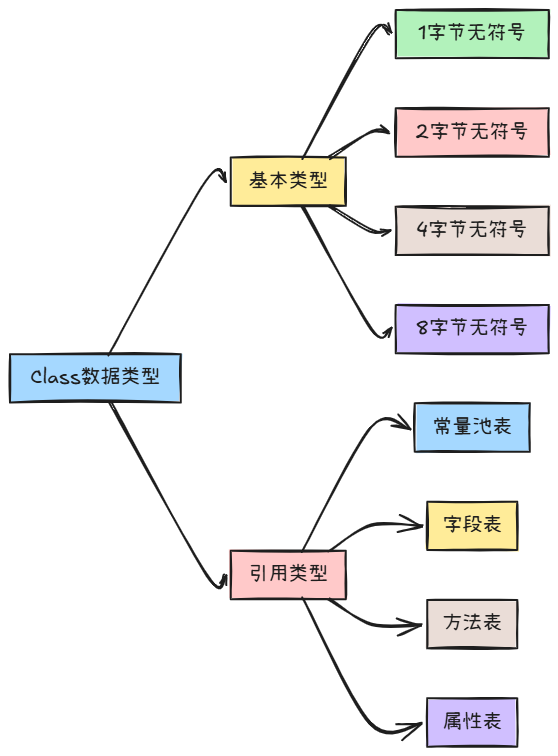 1字节无符号
2字节无符号
基本类型
4字节无符号
8字节无符号
Class数据类型
常量池表
字段表
引用类型
方法表
属性表